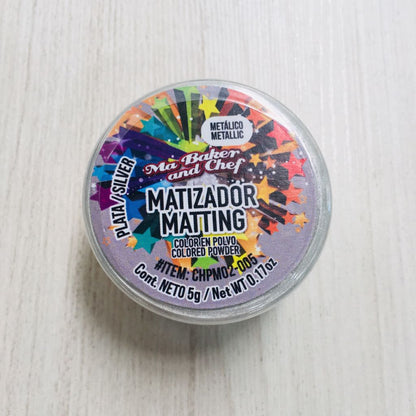 METÁLICO
METALLIC
Ma Baker
and Chef
PLATA/SILVER
MATIZADOR
MATTING
COLOR EN POLVO
COLORED POWDER
#ITEM: CHPM02-005
Cont. NETO 5g / Net WT 0.17oz